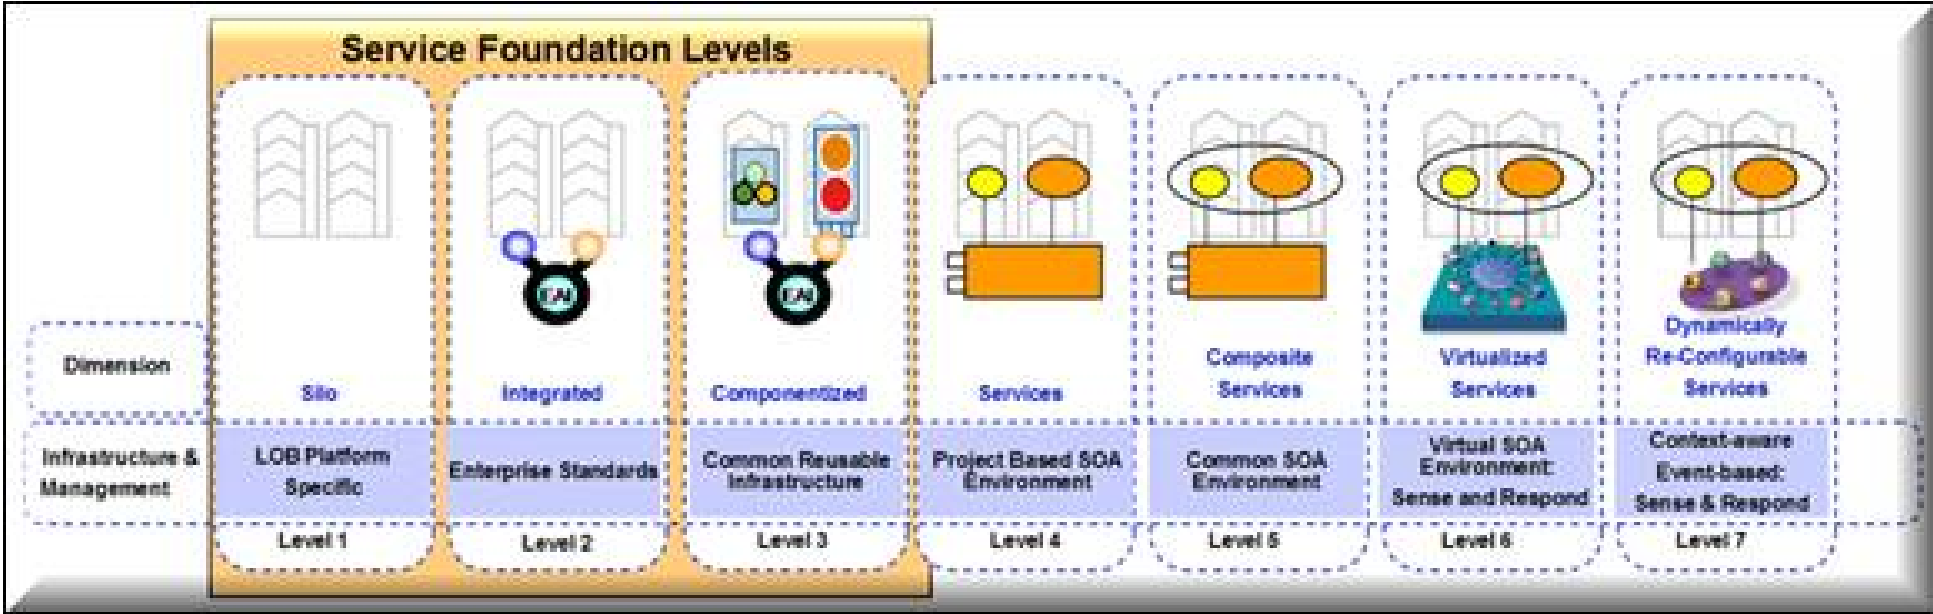 Service Foundation Levels
EAI
EAI
Dimension
Silo
Integrated
Componentized
Services
Composite
Services
Virtualized
Services
Dynamically
Re-Configurable
Services
Infrastructure &
Management
LOB Platform
Specific
Enterprise Standards
Common Reusable
Infrastructure
Project Based SOA
Environment
Common SOA
Environment
Virtual SOA
Environment:
Sense and Respond
Context-aware
Event-based:
Sense & Respond
Level 1
Level 2
Level 3
Level 4
Level 5
Level 6
Level 7